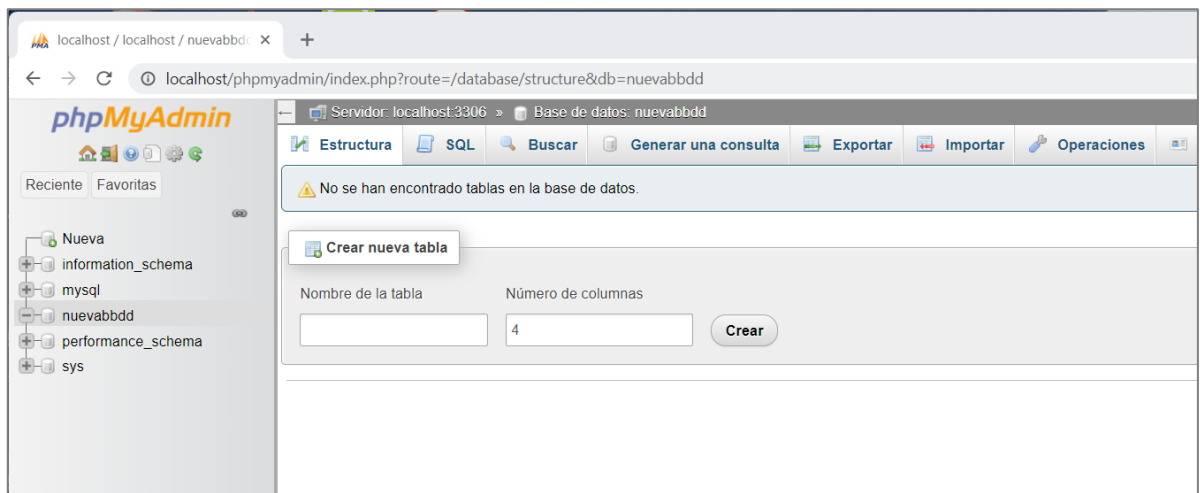 localhost / localhost / nuevabbdd
localhost/phpmyadmin/index.php?route=/database/structure&db=nuevabbdd
phpMyAdmin
Servidor: localhost:3306 » Base de datos: nuevabbdd
Estructura SQL Buscar Generar una consulta Exportar Importar Operaciones
Reciente Favoritas
No se han encontrado tablas en la base de datos.
Nueva
information_schema
mysql
nuevabbdd
performance_schema
sys
Crear nueva tabla
Nombre de la tabla Número de columnas
4 Crear